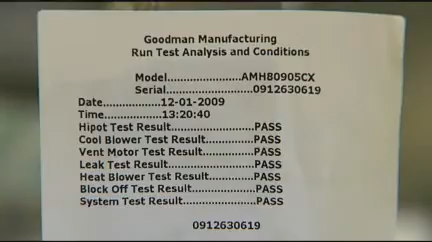 Goodman Manufacturing
Run Test Analysis and Conditions
Model.................AMH80905CX
Serial............................0912630619
Date...................12-01-2009
Time...................13:20:40
Hipot Test Result...........................PASS
Cool Blower Test Result................PASS
Vent Motor Test Result.................PASS
Leak Test Result...........................PASS
Heat Blower Test Result...............PASS
Block Off Test Result....................PASS
System Test Result.......................PASS
0912630619